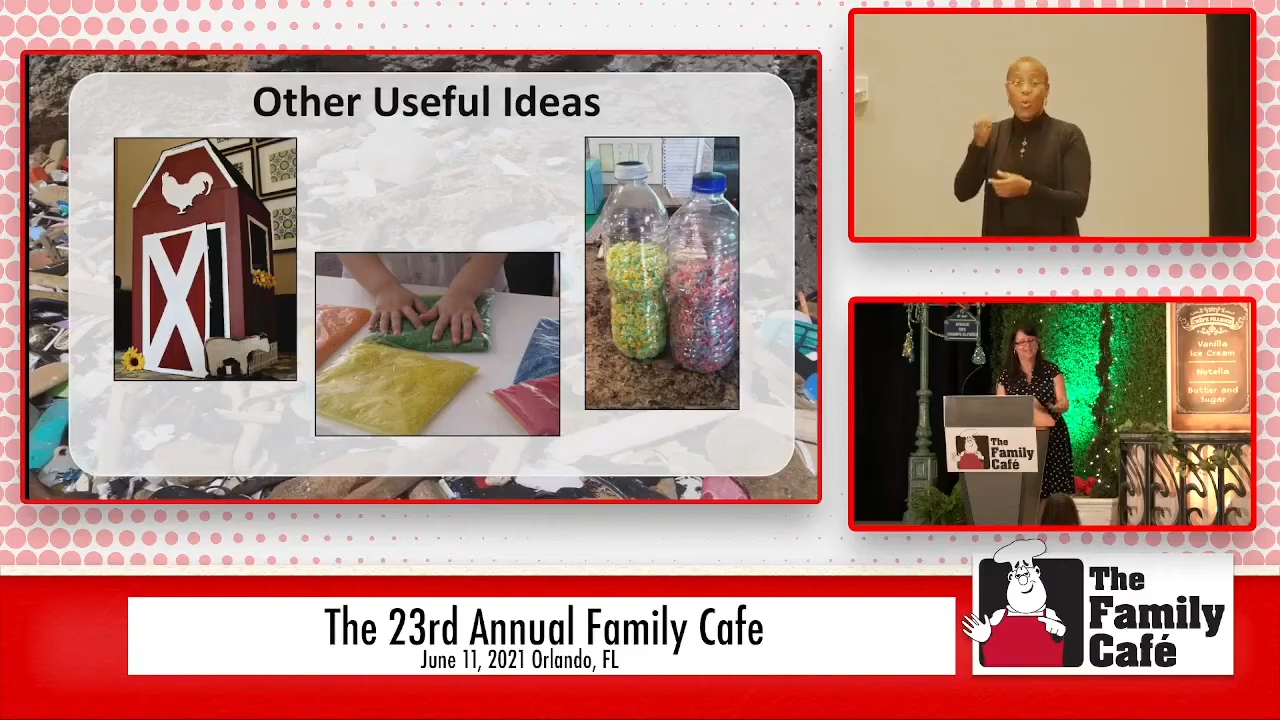 Other Useful Ideas
Vanilla
Ice Cream
Nutella
Butter and
Sugar
The
Family
Café
The 23rd Annual Family Cafe
June 11, 2021 Orlando, FL
The
Family
Café